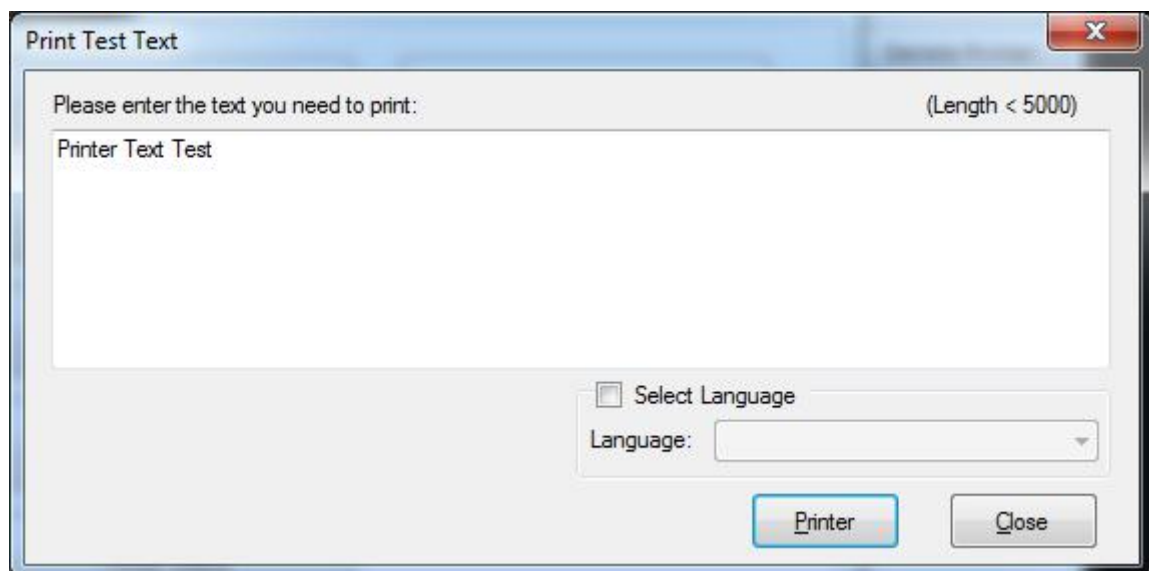 Print Test Text
Please enter the text you need to print: (Length < 5000)
Printer Text Test
Select Language
Language:
Printer Close